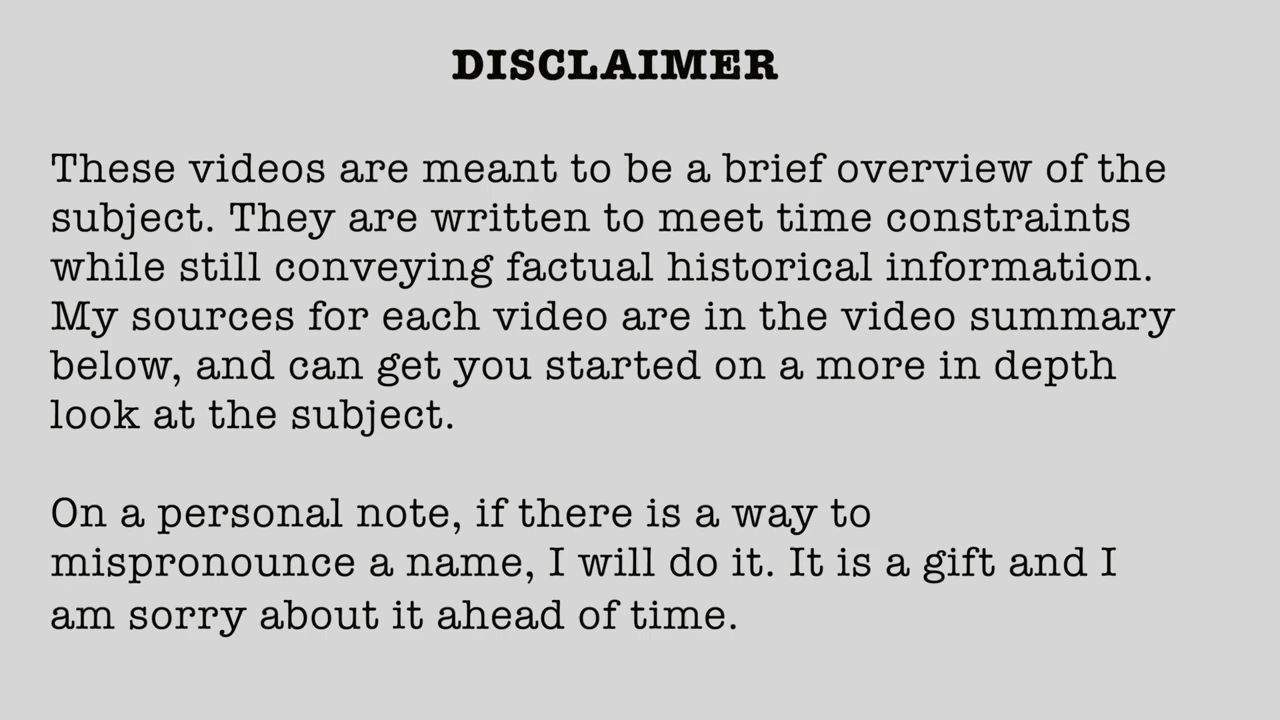 DISCLAIMER
These videos are meant to be a brief overview of the
subject. They are written to meet time constraints
while still conveying factual historical information.
My sources for each video are in the video summary
below, and can get you started on a more in depth
look at the subject.
On a personal note, if there is a way to
mispronounce a name, I will do it. It is a gift and I
am sorry about it ahead of time.